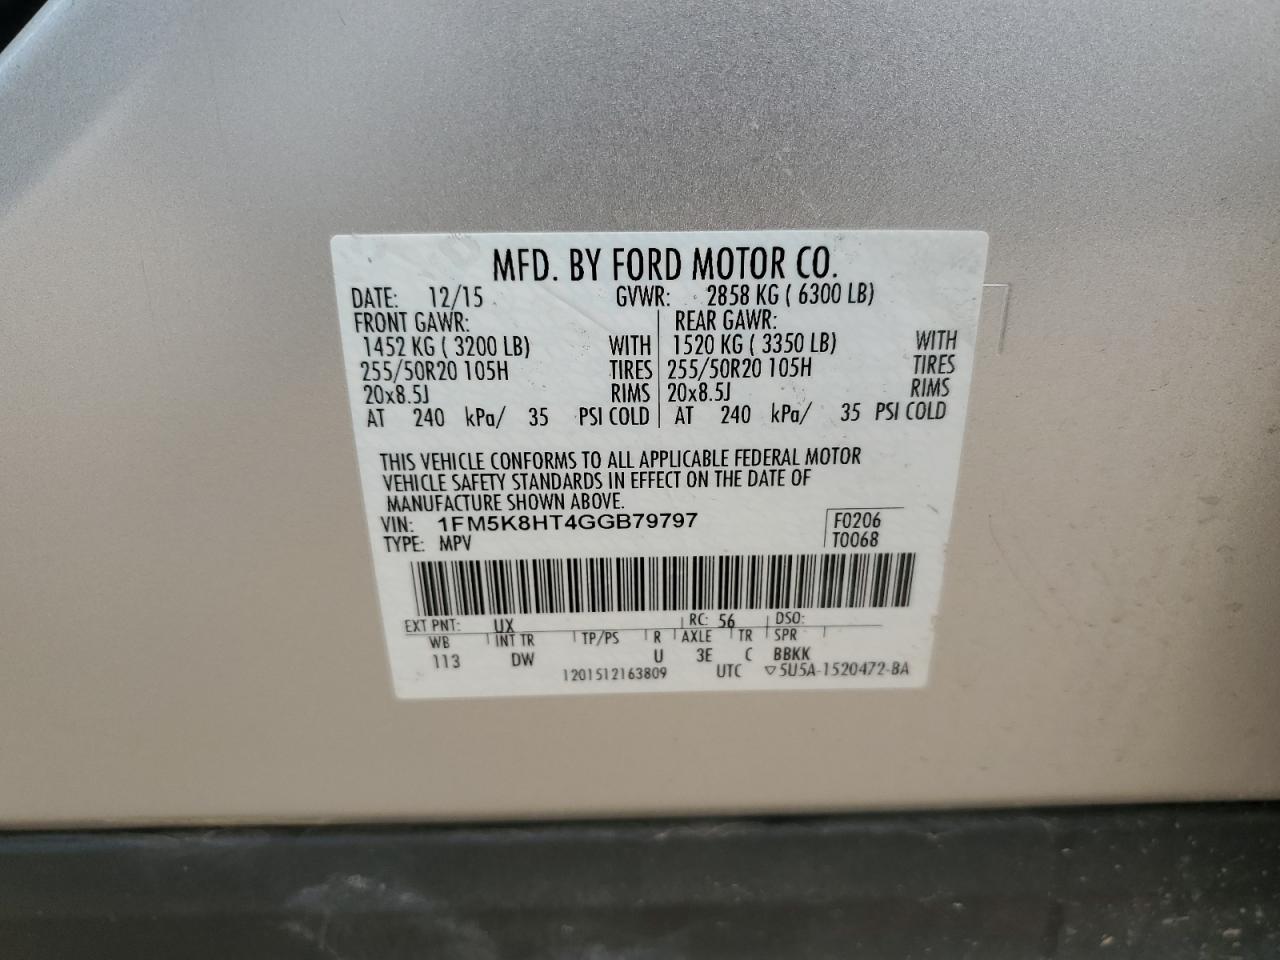 MFD. BY FORD MOTOR CO.
DATE: 12/15 GVWR: 2858 KG ( 6300 LB)
FRONT GAWR: REAR GAWR:
1452 KG ( 3200 LB) WITH 1520 KG ( 3350 LB) WITH
255/50R20 105H TIRES 255/50R20 105H TIRES
20x8.5J RIMS 20x8.5J RIMS
AT 240 kPa/ 35 PSI COLD AT 240 kPa/ 35 PSI COLD
THIS VEHICLE CONFORMS TO ALL APPLICABLE FEDERAL MOTOR
VEHICLE SAFETY STANDARDS IN EFFECT ON THE DATE OF
MANUFACTURE SHOWN ABOVE.
VIN: 1FM5K8HT4GGB79797 F0206
TYPE: MPV T0068
EXT PNT: UX RC: 56 DSO:
WB INT TR TP/PS R AXLE TR SPR
113 DW U 3E C BBKK
1201512163809 UTC ▽5U5A-1520472-BA